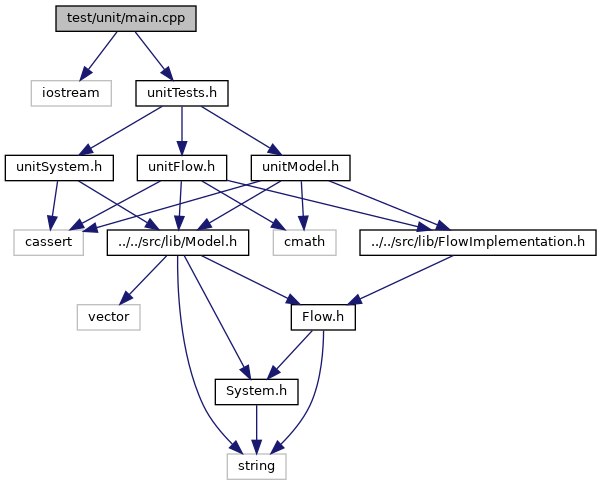 test/unit/main.cpp
iostream
unitTests.h
unitSystem.h
unitFlow.h
unitModel.h
cassert
../../src/lib/Model.h
cmath
../../src/lib/FlowImplementation.h
vector
Flow.h
System.h
string